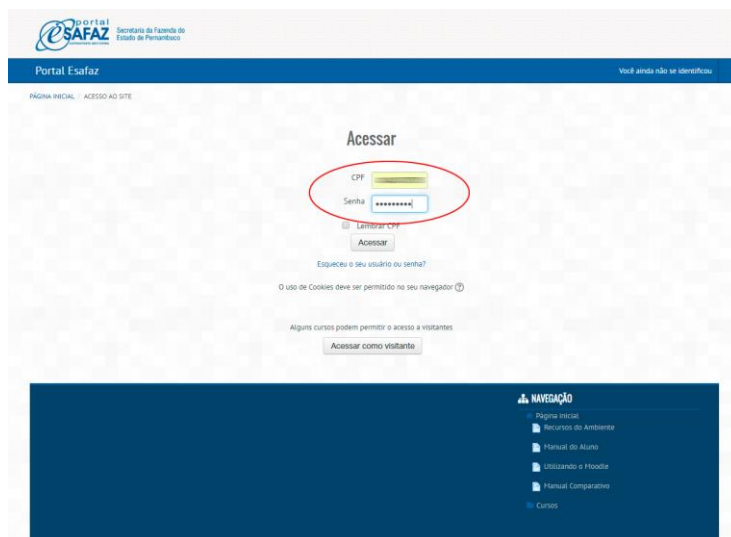 portal
ESAFAZ
Secretaria da Fazenda do
Estado de Pernambuco
Portal Esafaz
Você ainda não se identificou
PÁGINA INICIAL / ACESSO AO SITE
Acessar
CPF
Senha •••••••••
Lembrar CPF
Acessar
Esqueceu o seu usuário ou senha?
O uso de Cookies deve ser permitido no seu navegador ?
Alguns cursos podem permitir o acesso a visitantes
Acessar como visitante
NAVEGAÇÃO
Página inicial
Recursos do Ambiente
Manual do Aluno
Utilizando o Moodle
Manual Comparativo
Cursos